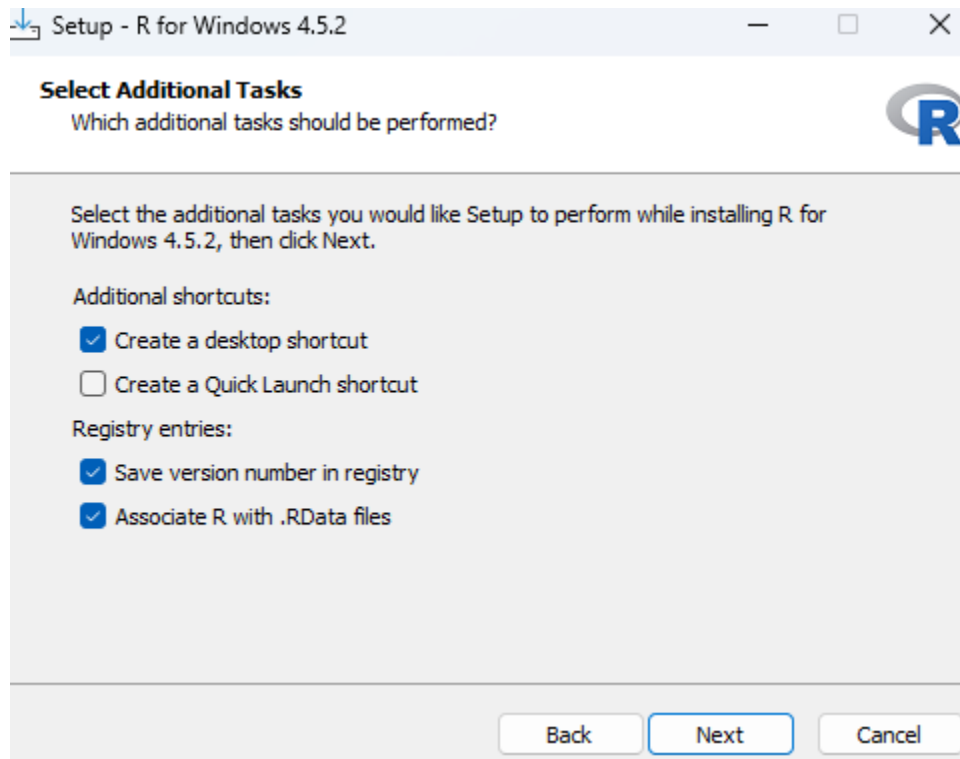 Setup - R for Windows 4.5.2
Select Additional Tasks
Which additional tasks should be performed?
R
Select the additional tasks you would like Setup to perform while installing R for
Windows 4.5.2, then click Next.
Additional shortcuts:
Create a desktop shortcut
Create a Quick Launch shortcut
Registry entries:
Save version number in registry
Associate R with .RData files
Back Next Cancel